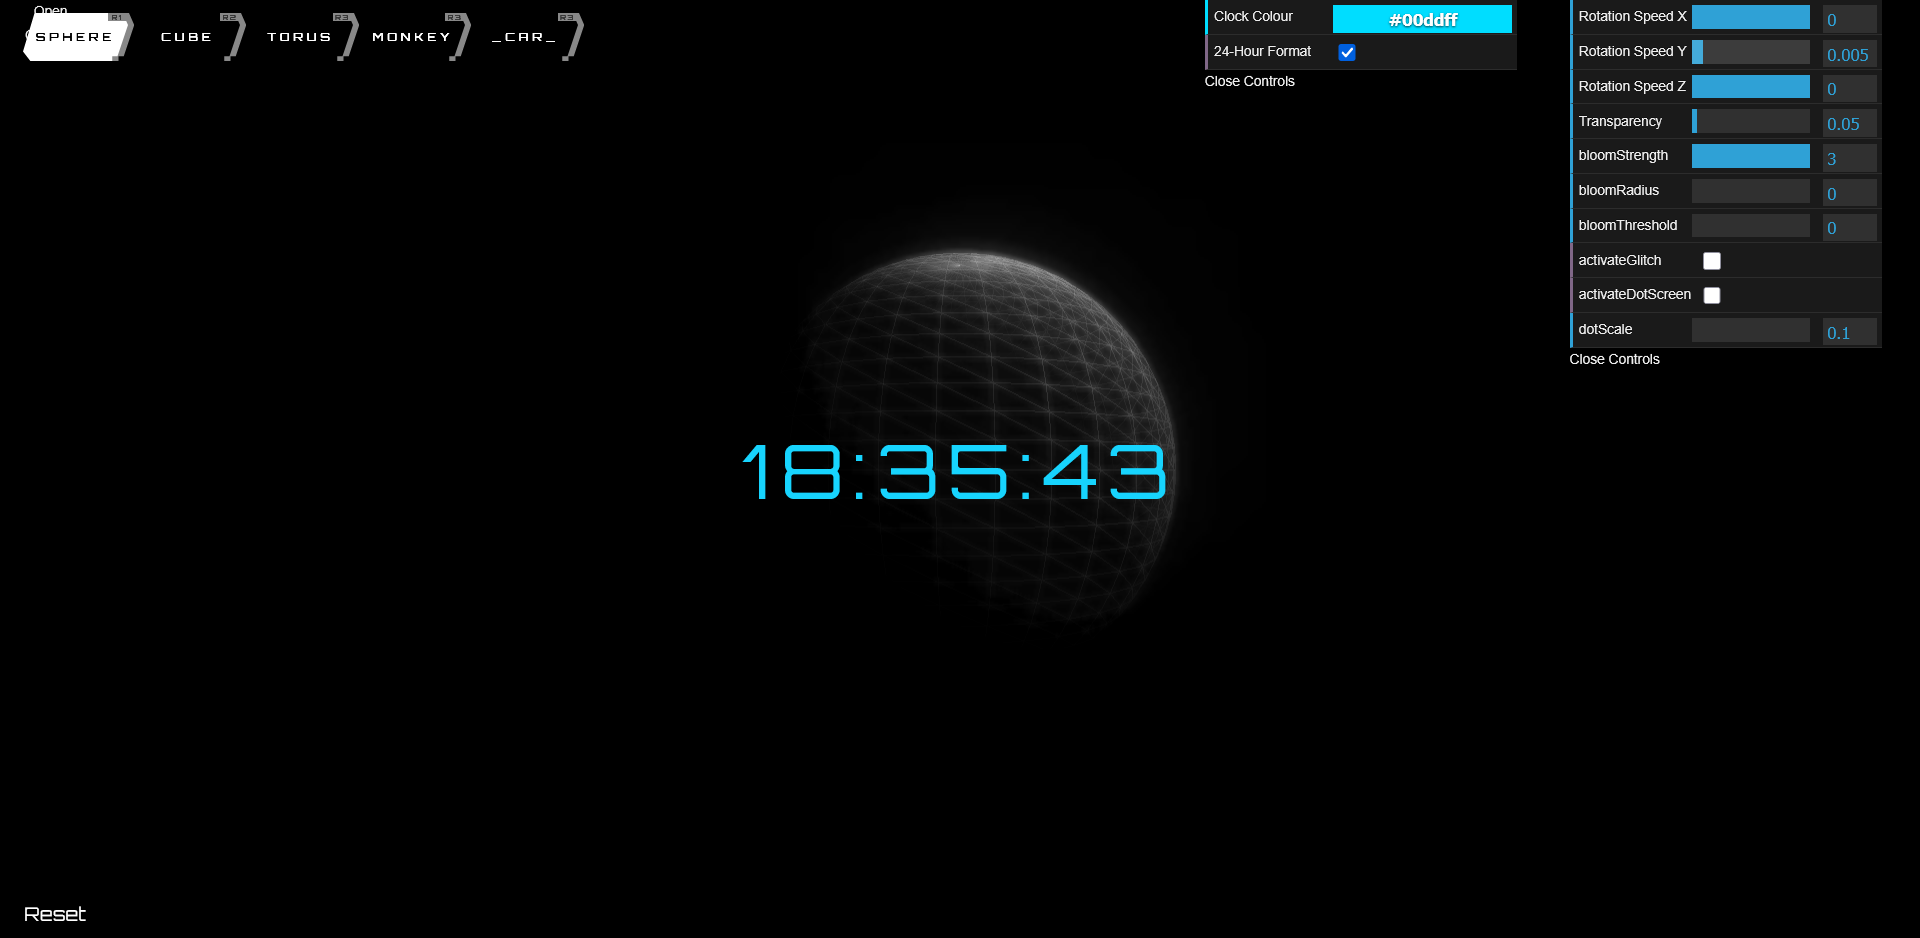 Open
SPHERE R1
CUBE R2
TORUS R3
MONKEY R3
_CAR_ R3
Clock Colour #00ddff
24-Hour Format
Close Controls
Rotation Speed X 0
Rotation Speed Y 0.005
Rotation Speed Z 0
Transparency 0.05
bloomStrength 3
bloomRadius 0
bloomThreshold 0
activateGlitch
activateDotScreen
dotScale 0.1
Close Controls
18:35:43
Reset